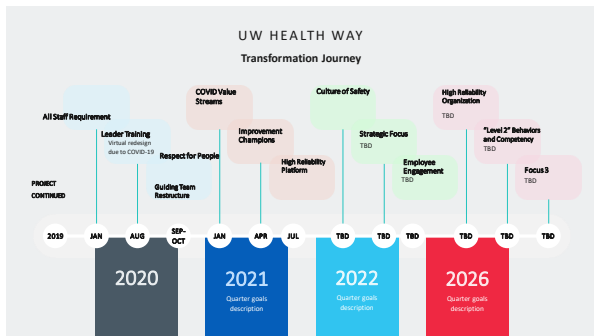 UW HEALTH WAY
Transformation Journey
All Staff Requirement
Leader Training
Virtual redesign
due to COVID-19
Respect for People
Guiding Team
Restructure
COVID Value
Streams
Improvement
Champions
High Reliability
Platform
Culture of Safety
Strategic Focus
TBD
Employee
Engagement
TBD
High Reliability
Organization
TBD
"Level 2" Behaviors
and Competency
TBD
Focus 3
TBD
PROJECT
CONTINUED
2019
JAN
AUG
SEP-
OCT
JAN
APR
JUL
TBD
TBD
TBD
TBD
TBD
TBD
2020
2021
Quarter goals
description
2022
Quarter goals
description
2026
Quarter goals
description